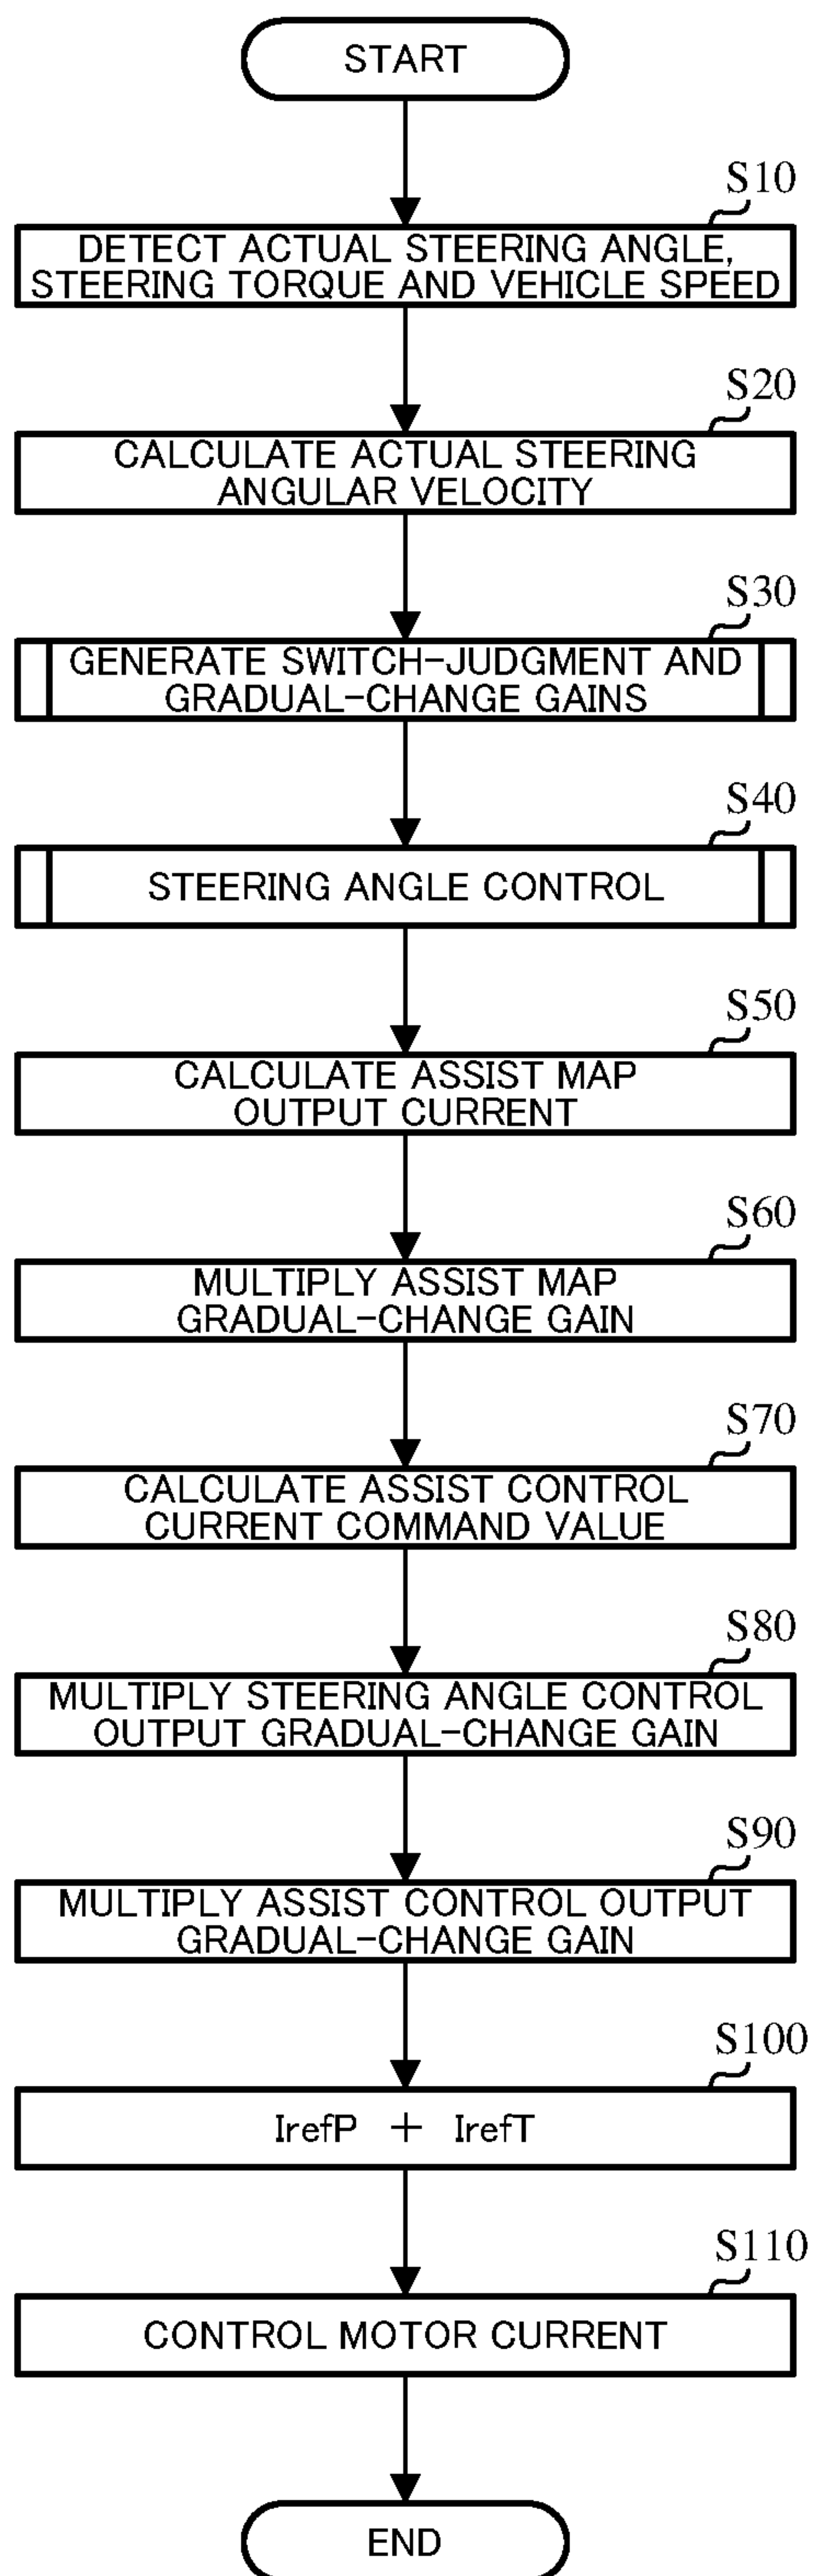 START
S10
DETECT ACTUAL STEERING ANGLE,
STEERING TORQUE AND VEHICLE SPEED
S20
CALCULATE ACTUAL STEERING
ANGULAR VELOCITY
S30
GENERATE SWITCH-JUDGMENT AND
GRADUAL-CHANGE GAINS
S40
STEERING ANGLE CONTROL
S50
CALCULATE ASSIST MAP
OUTPUT CURRENT
S60
MULTIPLY ASSIST MAP
GRADUAL-CHANGE GAIN
S70
CALCULATE ASSIST CONTROL
CURRENT COMMAND VALUE
S80
MULTIPLY STEERING ANGLE CONTROL
OUTPUT GRADUAL-CHANGE GAIN
S90
MULTIPLY ASSIST CONTROL OUTPUT
GRADUAL-CHANGE GAIN
S100
IrefP + IrefT
S110
CONTROL MOTOR CURRENT
END